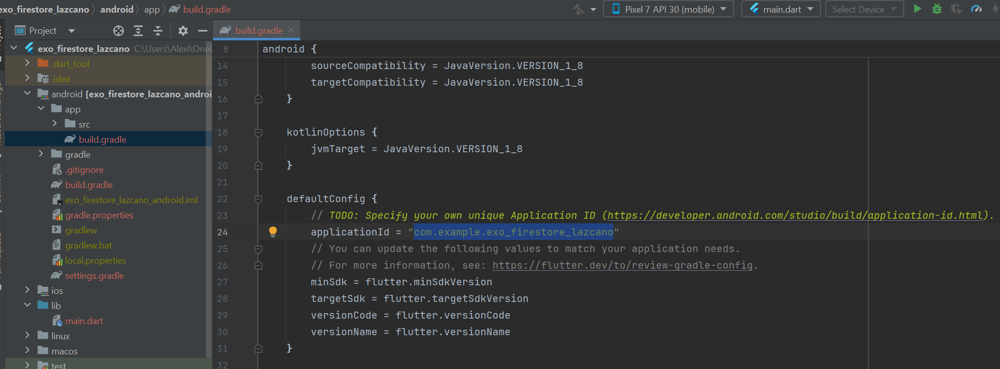 exo_firestore_lazcano android app build.gradle
Pixel 7 API 30 (mobile) main.dart Select Device
Project
build.gradle
exo_firestore_lazcano C:\Users\Alexi\One
.dart_tool
.idea
android [exo_firestore_lazcano_androi
app
src
build.gradle
gradle
.gitignore
build.gradle
exo_firestore_lazcano_android.iml
gradle.properties
gradlew
gradlew.bat
local.properties
settings.gradle
ios
lib
main.dart
linux
macos
test
8 android {
14 sourceCompatibility = JavaVersion.VERSION_1_8
15 targetCompatibility = JavaVersion.VERSION_1_8
16 }
17
18 kotlinOptions {
19 jvmTarget = JavaVersion.VERSION_1_8
20 }
21
22 defaultConfig {
23 // TODO: Specify your own unique Application ID (https://developer.android.com/studio/build/application-id.html).
24 applicationId = "com.example.exo_firestore_lazcano"
25 // You can update the following values to match your application needs.
26 // For more information, see: https://flutter.dev/to/review-gradle-config.
27 minSdk = flutter.minSdkVersion
28 targetSdk = flutter.targetSdkVersion
29 versionCode = flutter.versionCode
30 versionName = flutter.versionName
31 }
32